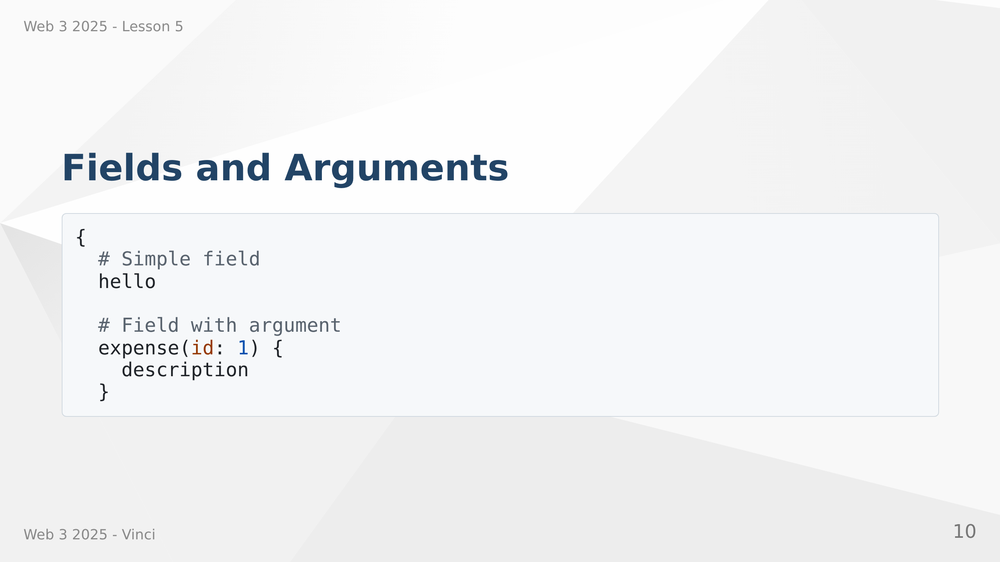 Web 3 2025 - Lesson 5
Fields and Arguments
{
  # Simple field
  hello

  # Field with argument
  expense(id: 1) {
    description
  }
Web 3 2025 - Vinci
10